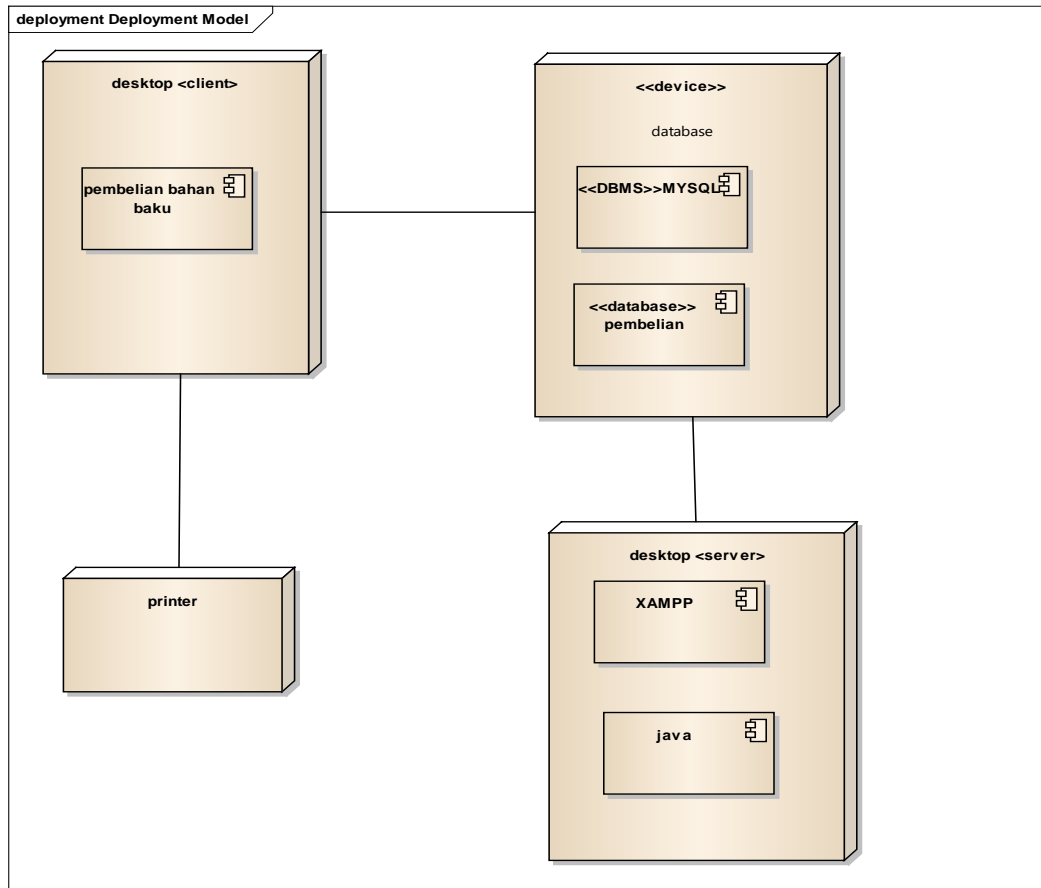 deployment Deployment Model
desktop <client>
pembelian bahan
baku
<<device>>
database
<<DBMS>>MYSQL
<<database>>
pembelian
printer
desktop <server>
XAMPP
java